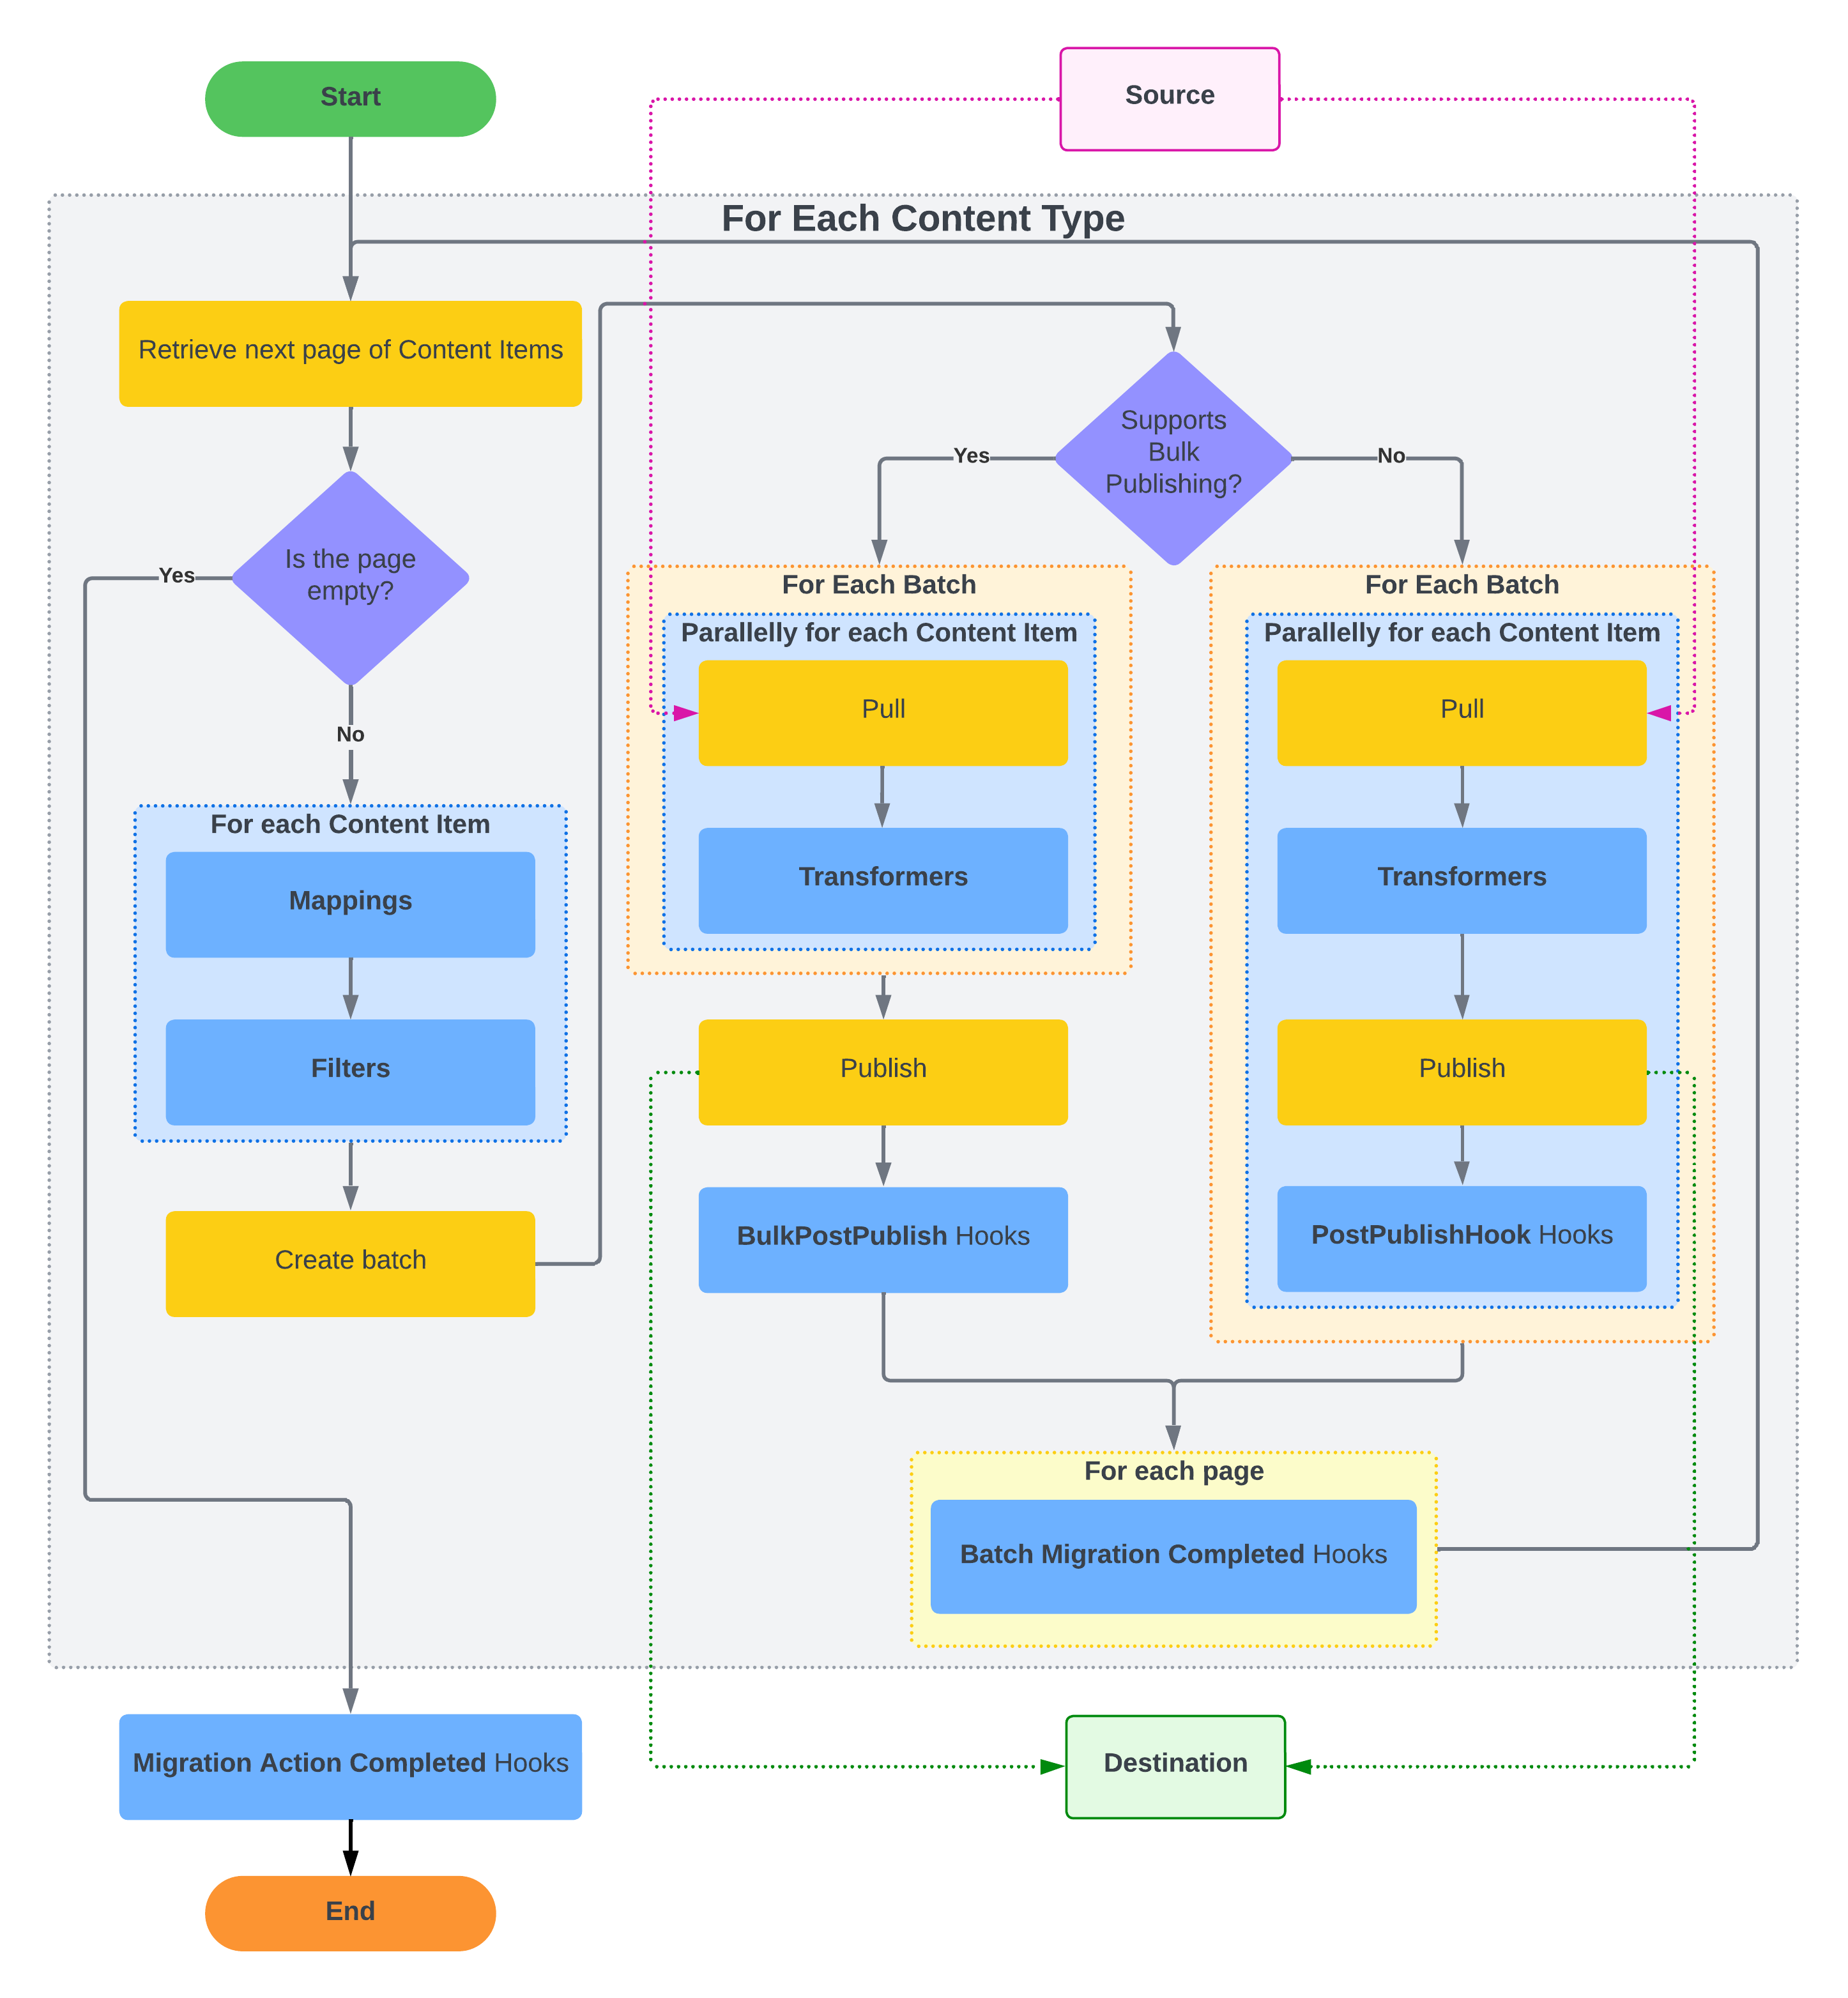 Start
Source
For Each Content Type
Retrieve next page of Content Items
Is the page
empty?
Yes
No
For each Content Item
Mappings
Filters
Create batch
Supports
Bulk
Publishing?
Yes
No
For Each Batch
Parallelly for each Content Item
Pull
Transformers
Publish
BulkPostPublish Hooks
For Each Batch
Parallelly for each Content Item
Pull
Transformers
Publish
PostPublishHook Hooks
For each page
Batch Migration Completed Hooks
Migration Action Completed Hooks
Destination
End